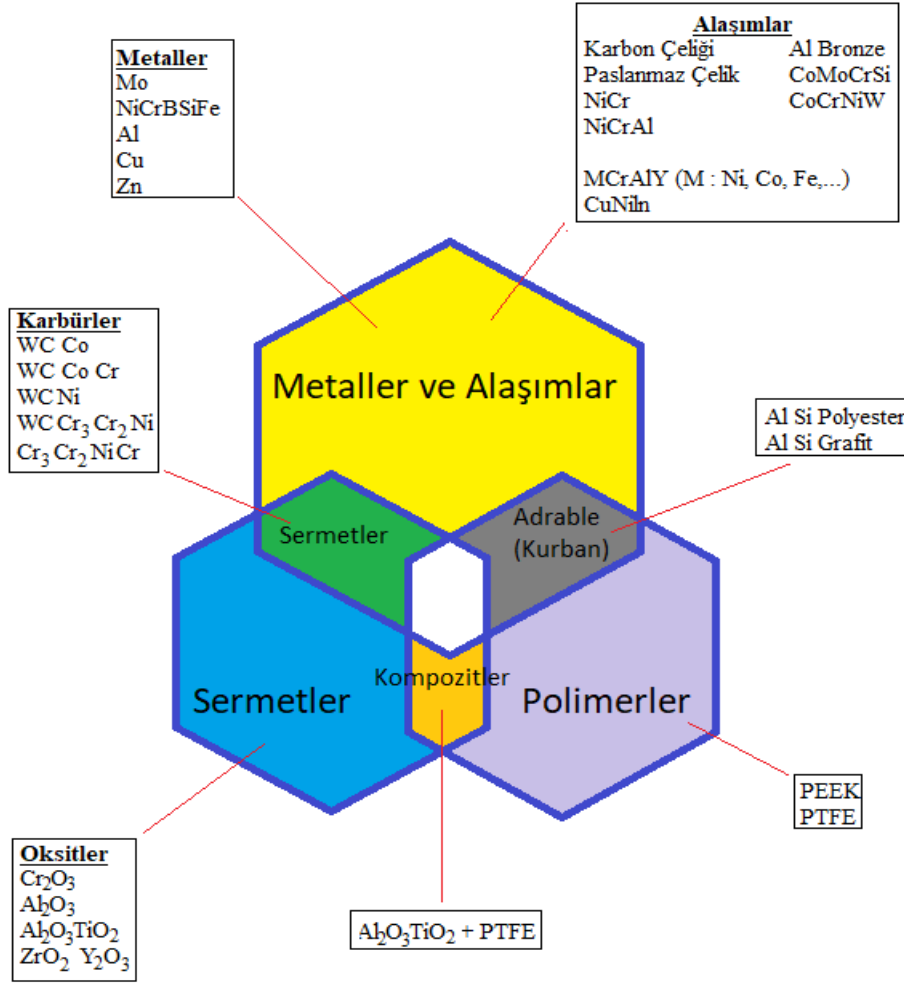 Metaller
Mo
NiCrBSiFe
Al
Cu
Zn
Alaşımlar
Karbon Çeliği Al Bronze
Paslanmaz Çelik CoMoCrSi
NiCr CoCrNiW
NiCrAl
MCrAlY (M : Ni, Co, Fe,...)
CuNiln
Karbürler
WC Co
WC Co Cr
WC Ni
WC Cr₃ Cr₂ Ni
Cr₃ Cr₂ Ni Cr
Metaller ve Alaşımlar
Al Si Polyester
Al Si Grafit
Sermetler
Adrable
(Kurban)
Kompozitler
Sermetler
Polimerler
PEEK
PTFE
Oksitler
Cr₂O₃
Al₂O₃
Al₂O₃TiO₂
ZrO₂ Y₂O₃
Al₂O₃TiO₂ + PTFE